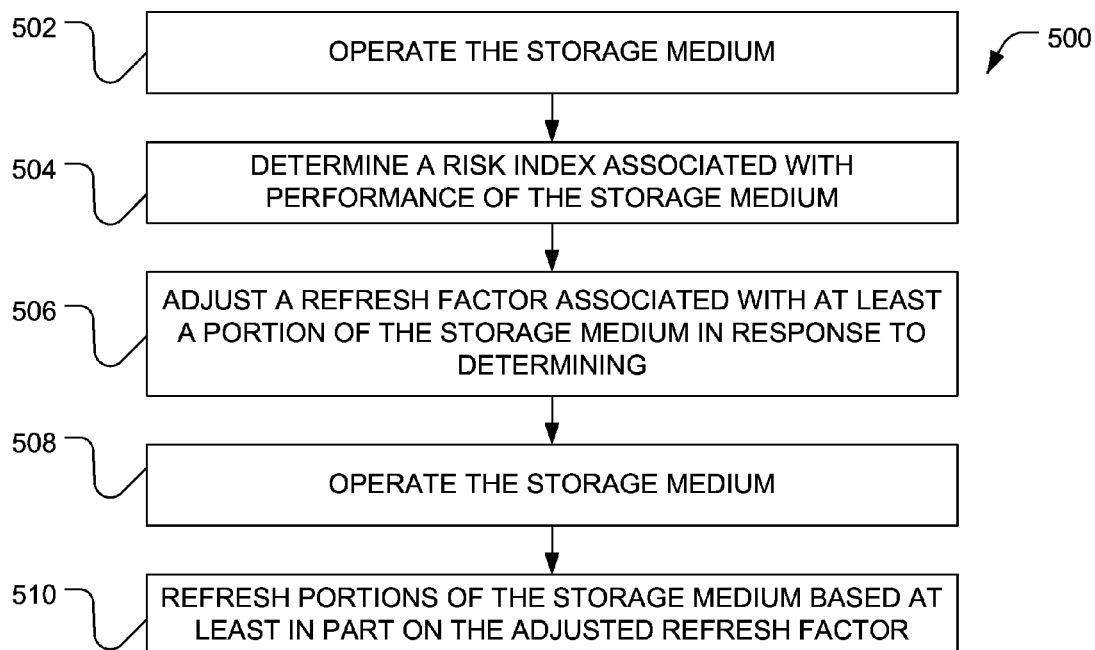 502
OPERATE THE STORAGE MEDIUM
500
504
DETERMINE A RISK INDEX ASSOCIATED WITH
PERFORMANCE OF THE STORAGE MEDIUM
506
ADJUST A REFRESH FACTOR ASSOCIATED WITH AT LEAST
A PORTION OF THE STORAGE MEDIUM IN RESPONSE TO
DETERMINING
508
OPERATE THE STORAGE MEDIUM
510
REFRESH PORTIONS OF THE STORAGE MEDIUM BASED AT
LEAST IN PART ON THE ADJUSTED REFRESH FACTOR